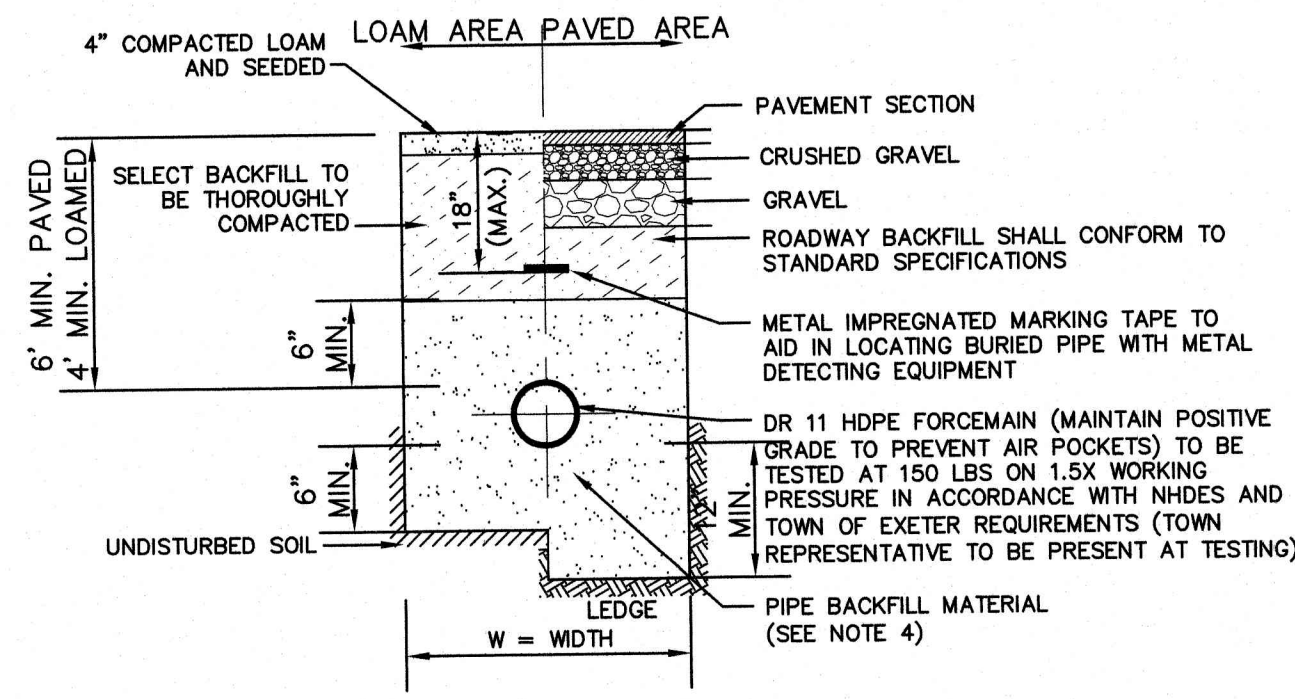 LOAM AREA PAVED AREA
4" COMPACTED LOAM
AND SEEDED
PAVEMENT SECTION
CRUSHED GRAVEL
GRAVEL
ROADWAY BACKFILL SHALL CONFORM TO
STANDARD SPECIFICATIONS
SELECT BACKFILL TO
BE THOROUGHLY
COMPACTED
18"
(MAX.)
6' MIN. PAVED
4' MIN. LOAMED
6"
MIN.
METAL IMPREGNATED MARKING TAPE TO
AID IN LOCATING BURIED PIPE WITH METAL
DETECTING EQUIPMENT
DR 11 HDPE FORCEMAIN (MAINTAIN POSITIVE
GRADE TO PREVENT AIR POCKETS) TO BE
TESTED AT 150 LBS ON 1.5X WORKING
PRESSURE IN ACCORDANCE WITH NHDES AND
TOWN OF EXETER REQUIREMENTS (TOWN
REPRESENTATIVE TO BE PRESENT AT TESTING)
6"
MIN.
MIN.
UNDISTURBED SOIL
LEDGE
PIPE BACKFILL MATERIAL
(SEE NOTE 4)
W = WIDTH